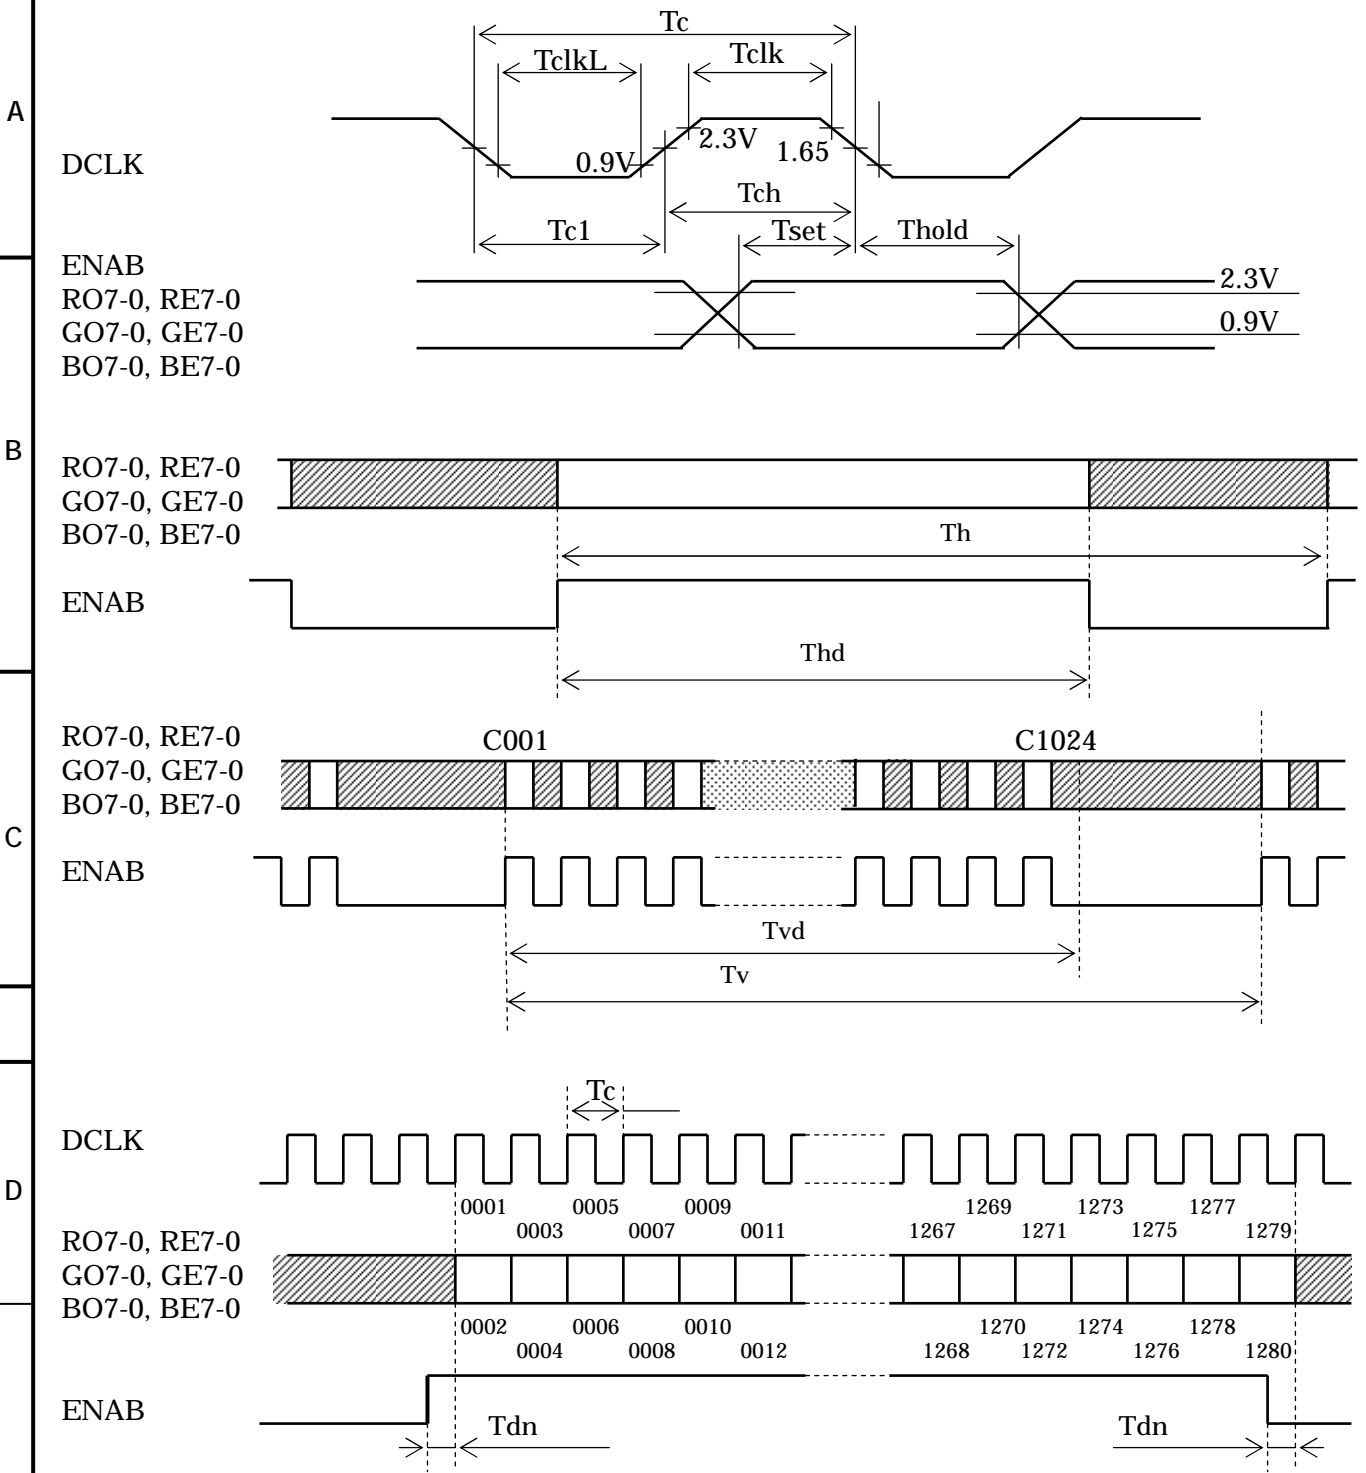 Tc
TclkL
Tclk
A
DCLK
0.9V
2.3V
1.65
Tch
Tc1
Tset
Thold
ENAB
RO7-0, RE7-0
GO7-0, GE7-0
BO7-0, BE7-0
2.3V
0.9V
B
RO7-0, RE7-0
GO7-0, GE7-0
BO7-0, BE7-0
Th
ENAB
Thd
RO7-0, RE7-0
GO7-0, GE7-0
BO7-0, BE7-0
C001
C1024
C
ENAB
Tvd
Tv
Tc
DCLK
D
0001 0005 0009 1269 1273 1277
0003 0007 0011 1267 1271 1275 1279
RO7-0, RE7-0
GO7-0, GE7-0
BO7-0, BE7-0
0002 0006 0010 1270 1274 1278
0004 0008 0012 1268 1272 1276 1280
ENAB
Tdn
Tdn